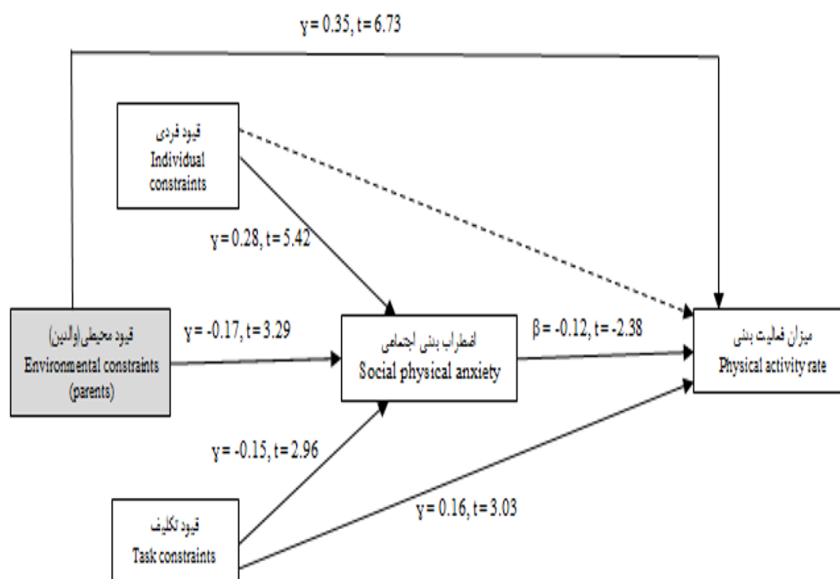 γ = 0.35, t= 6.73
قیود فردی
Individual
constraints
γ= 0.28, t= 5.42
قیود محیطی(والدین)
Environmental constraints
(parents)
γ= -0.17, t= 3.29
اضطراب بدنی اجتماعی
Social physical anxiety
β= -0.12, t= -2.38
میزان فعالیت بدنی
Physical activity rate
γ= -0.15, t= 2.96
γ= 0.16, t= 3.03
قیود تکلیف
Task constraints